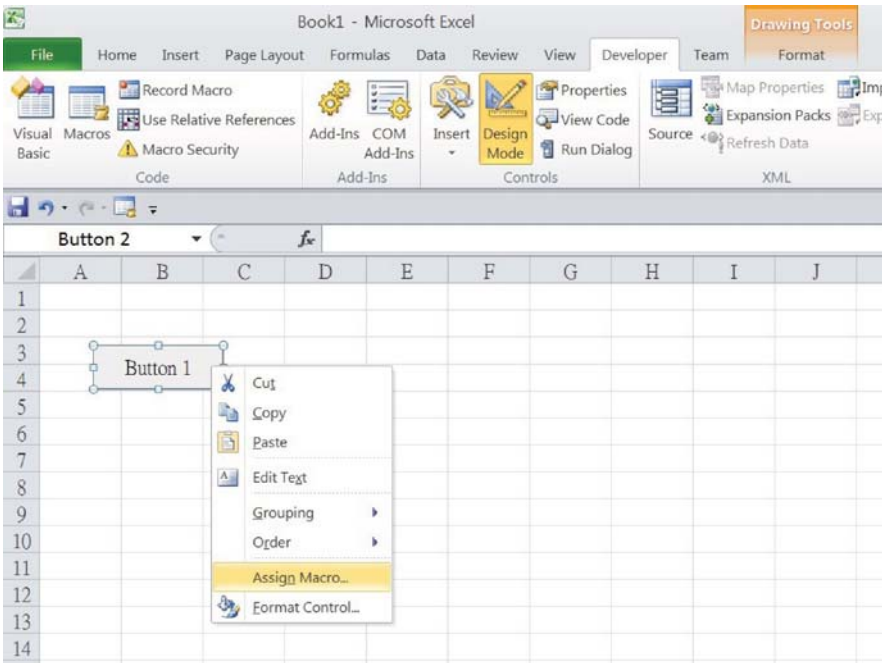 Book1 - Microsoft Excel
Drawing Tools
File Home Insert Page Layout Formulas Data Review View Developer Team Format
Visual Basic
Macros
Record Macro
Use Relative References
Macro Security
Code
Add-Ins
COM Add-Ins
Add-Ins
Insert
Design Mode
Properties
View Code
Run Dialog
Controls
Source
Map Properties
Expansion Packs
Refresh Data
Imp
Exp
XML
Button 2 fx
A B C D E F G H I J
1
2
3
Button 1
4
5
6
7
8
9
10
11
12
13
14
Cut
Copy
Paste
Edit Text
Grouping
Order
Assign Macro...
Format Control...